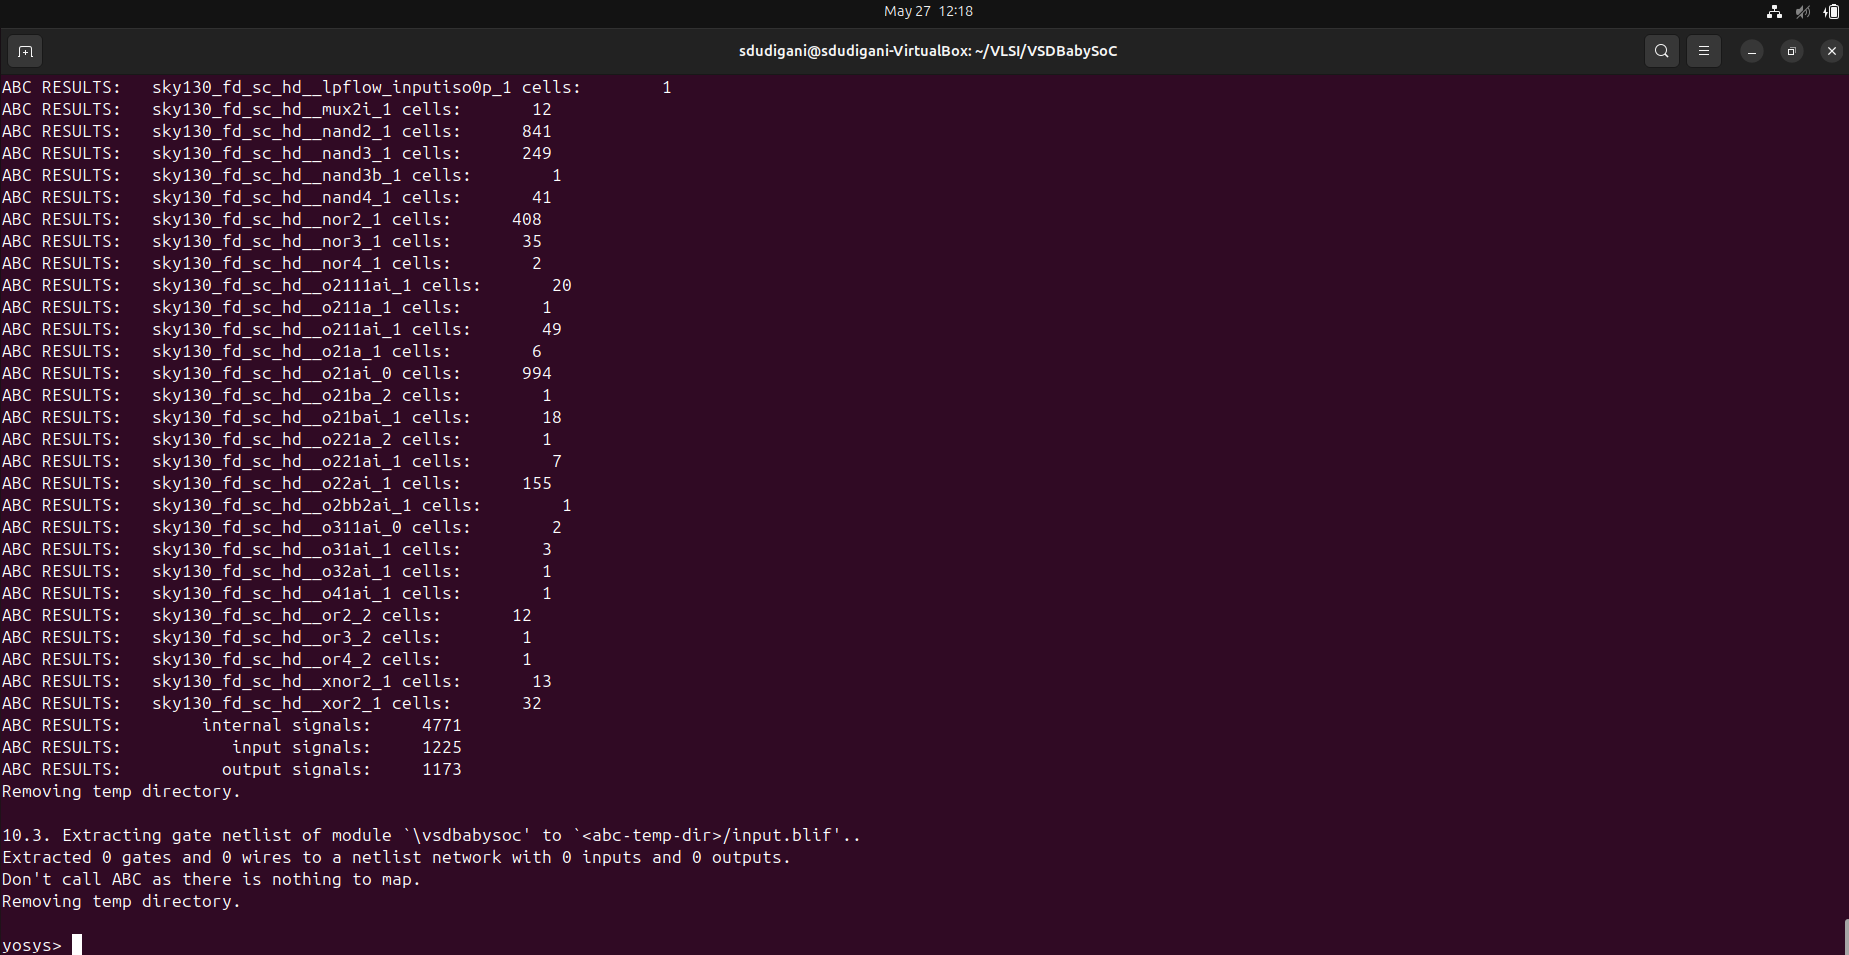 May 27 12:18
sdudigani@sdudigani-VirtualBox: ~/VLSI/VSDBabySoC
ABC RESULTS:   sky130_fd_sc_hd__lpflow_inputiso0p_1 cells:        1
ABC RESULTS:   sky130_fd_sc_hd__mux2i_1 cells:       12
ABC RESULTS:   sky130_fd_sc_hd__nand2_1 cells:      841
ABC RESULTS:   sky130_fd_sc_hd__nand3_1 cells:      249
ABC RESULTS:   sky130_fd_sc_hd__nand3b_1 cells:        1
ABC RESULTS:   sky130_fd_sc_hd__nand4_1 cells:       41
ABC RESULTS:   sky130_fd_sc_hd__nor2_1 cells:      408
ABC RESULTS:   sky130_fd_sc_hd__nor3_1 cells:       35
ABC RESULTS:   sky130_fd_sc_hd__nor4_1 cells:        2
ABC RESULTS:   sky130_fd_sc_hd__o2111ai_1 cells:       20
ABC RESULTS:   sky130_fd_sc_hd__o211a_1 cells:        1
ABC RESULTS:   sky130_fd_sc_hd__o211ai_1 cells:       49
ABC RESULTS:   sky130_fd_sc_hd__o21a_1 cells:        6
ABC RESULTS:   sky130_fd_sc_hd__o21ai_0 cells:      994
ABC RESULTS:   sky130_fd_sc_hd__o21ba_2 cells:        1
ABC RESULTS:   sky130_fd_sc_hd__o21bai_1 cells:       18
ABC RESULTS:   sky130_fd_sc_hd__o221a_2 cells:        1
ABC RESULTS:   sky130_fd_sc_hd__o221ai_1 cells:        7
ABC RESULTS:   sky130_fd_sc_hd__o22ai_1 cells:      155
ABC RESULTS:   sky130_fd_sc_hd__o2bb2ai_1 cells:        1
ABC RESULTS:   sky130_fd_sc_hd__o311ai_0 cells:        2
ABC RESULTS:   sky130_fd_sc_hd__o31ai_1 cells:        3
ABC RESULTS:   sky130_fd_sc_hd__o32ai_1 cells:        1
ABC RESULTS:   sky130_fd_sc_hd__o41ai_1 cells:        1
ABC RESULTS:   sky130_fd_sc_hd__or2_2 cells:       12
ABC RESULTS:   sky130_fd_sc_hd__or3_2 cells:        1
ABC RESULTS:   sky130_fd_sc_hd__or4_2 cells:        1
ABC RESULTS:   sky130_fd_sc_hd__xnor2_1 cells:       13
ABC RESULTS:   sky130_fd_sc_hd__xor2_1 cells:       32
ABC RESULTS:        internal signals:     4771
ABC RESULTS:           input signals:     1225
ABC RESULTS:          output signals:     1173
Removing temp directory.
10.3. Extracting gate netlist of module `\vsdbabysoc' to `<abc-temp-dir>/input.blif'..
Extracted 0 gates and 0 wires to a netlist network with 0 inputs and 0 outputs.
Don't call ABC as there is nothing to map.
Removing temp directory.
yosys>